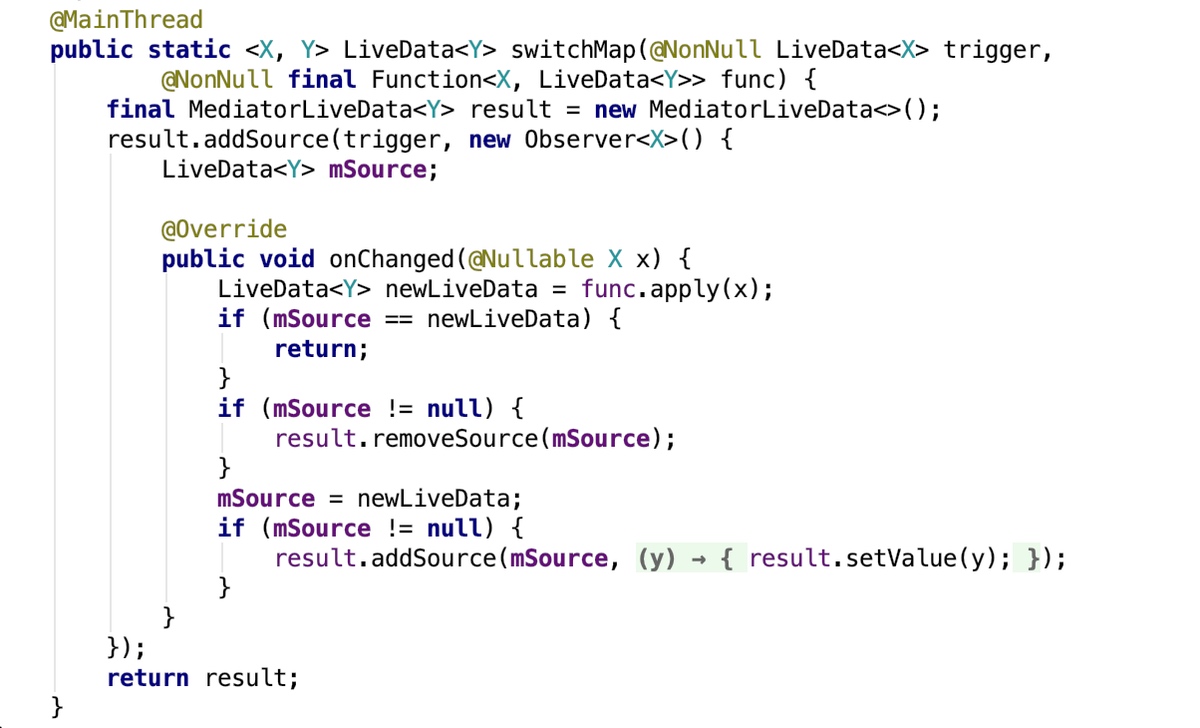 @MainThread
public static <X, Y> LiveData<Y> switchMap(@NonNull LiveData<X> trigger,
        @NonNull final Function<X, LiveData<Y>> func) {
    final MediatorLiveData<Y> result = new MediatorLiveData<>();
    result.addSource(trigger, new Observer<X>() {
        LiveData<Y> mSource;

        @Override
        public void onChanged(@Nullable X x) {
            LiveData<Y> newLiveData = func.apply(x);
            if (mSource == newLiveData) {
                return;
            }
            if (mSource != null) {
                result.removeSource(mSource);
            }
            mSource = newLiveData;
            if (mSource != null) {
                result.addSource(mSource, (y) → { result.setValue(y); });
            }
        }
    });
    return result;
}